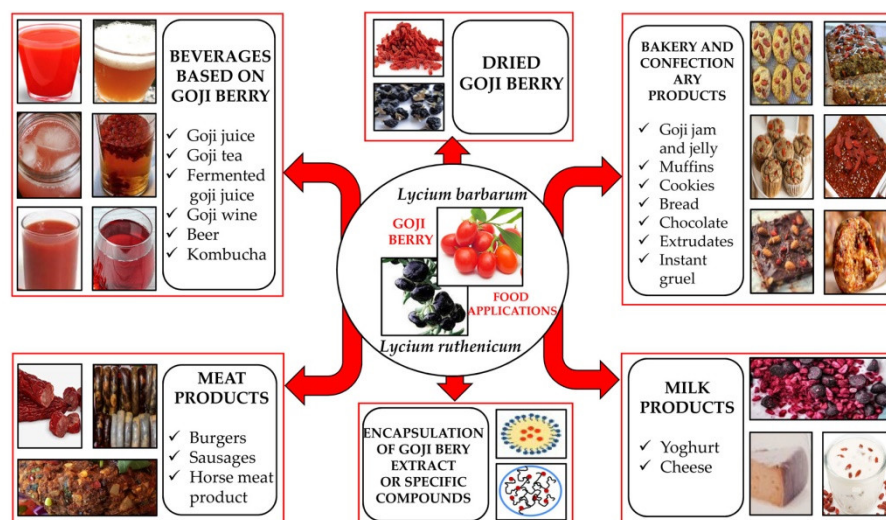 BEVERAGES
BASED ON
GOJI BERRY
✓ Goji juice
✓ Goji tea
✓ Fermented
goji juice
✓ Goji wine
✓ Beer
✓ Kombucha
DRIED
GOJI BERRY
BAKERY AND
CONFECTION
ARY
PRODUCTS
✓ Goji jam
and jelly
✓ Muffins
✓ Cookies
✓ Bread
✓ Chocolate
✓ Extrudates
✓ Instant
gruel
Lycium barbarum
GOJI
BERRY
FOOD
APPLICATIONS
Lycium ruthenicum
MEAT
PRODUCTS
✓ Burgers
✓ Sausages
✓ Horse meat
product
ENCAPSULATION
OF GOJI BERY
EXTRACT
OR SPECIFIC
COMPOUNDS
MILK
PRODUCTS
✓ Yoghurt
✓ Cheese